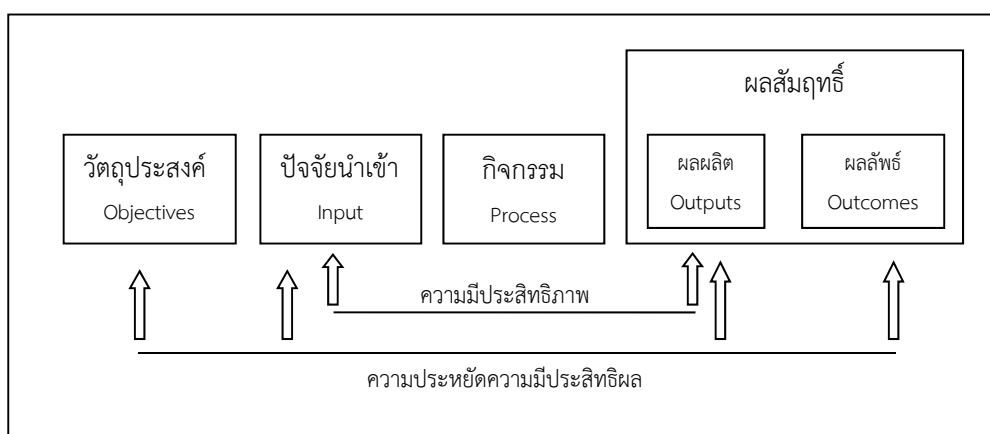 ผลสัมฤทธิ์
วัตถุประสงค์
Objectives
ปัจจัยนำเข้า
Input
กิจกรรม
Process
ผลผลิต
Outputs
ผลลัพธ์
Outcomes
ความมีประสิทธิภาพ
ความประหยัดความมีประสิทธิผล